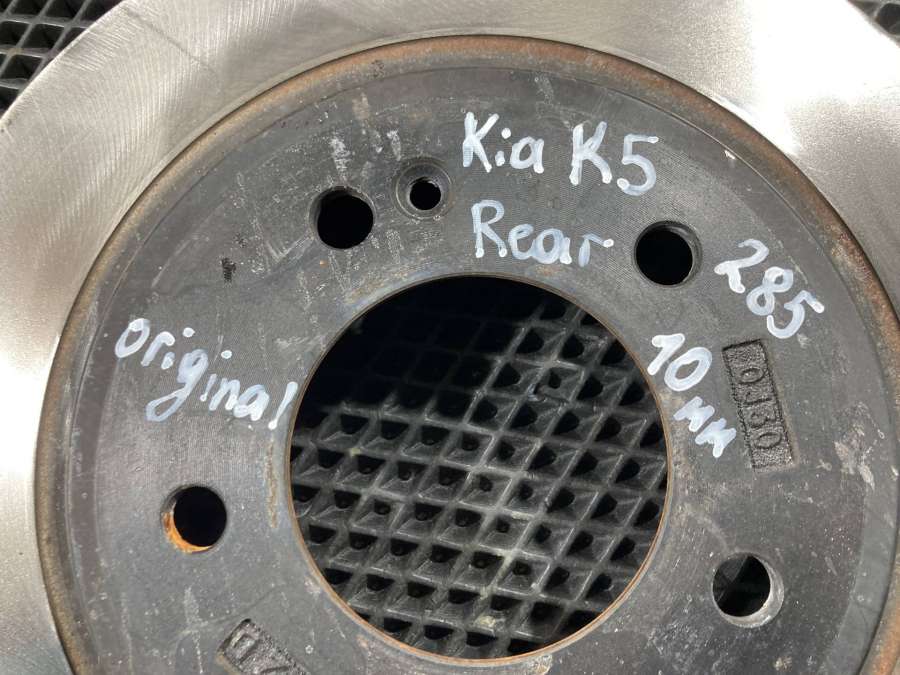 Kia K5
Rear
285
10 мм
original
0J30